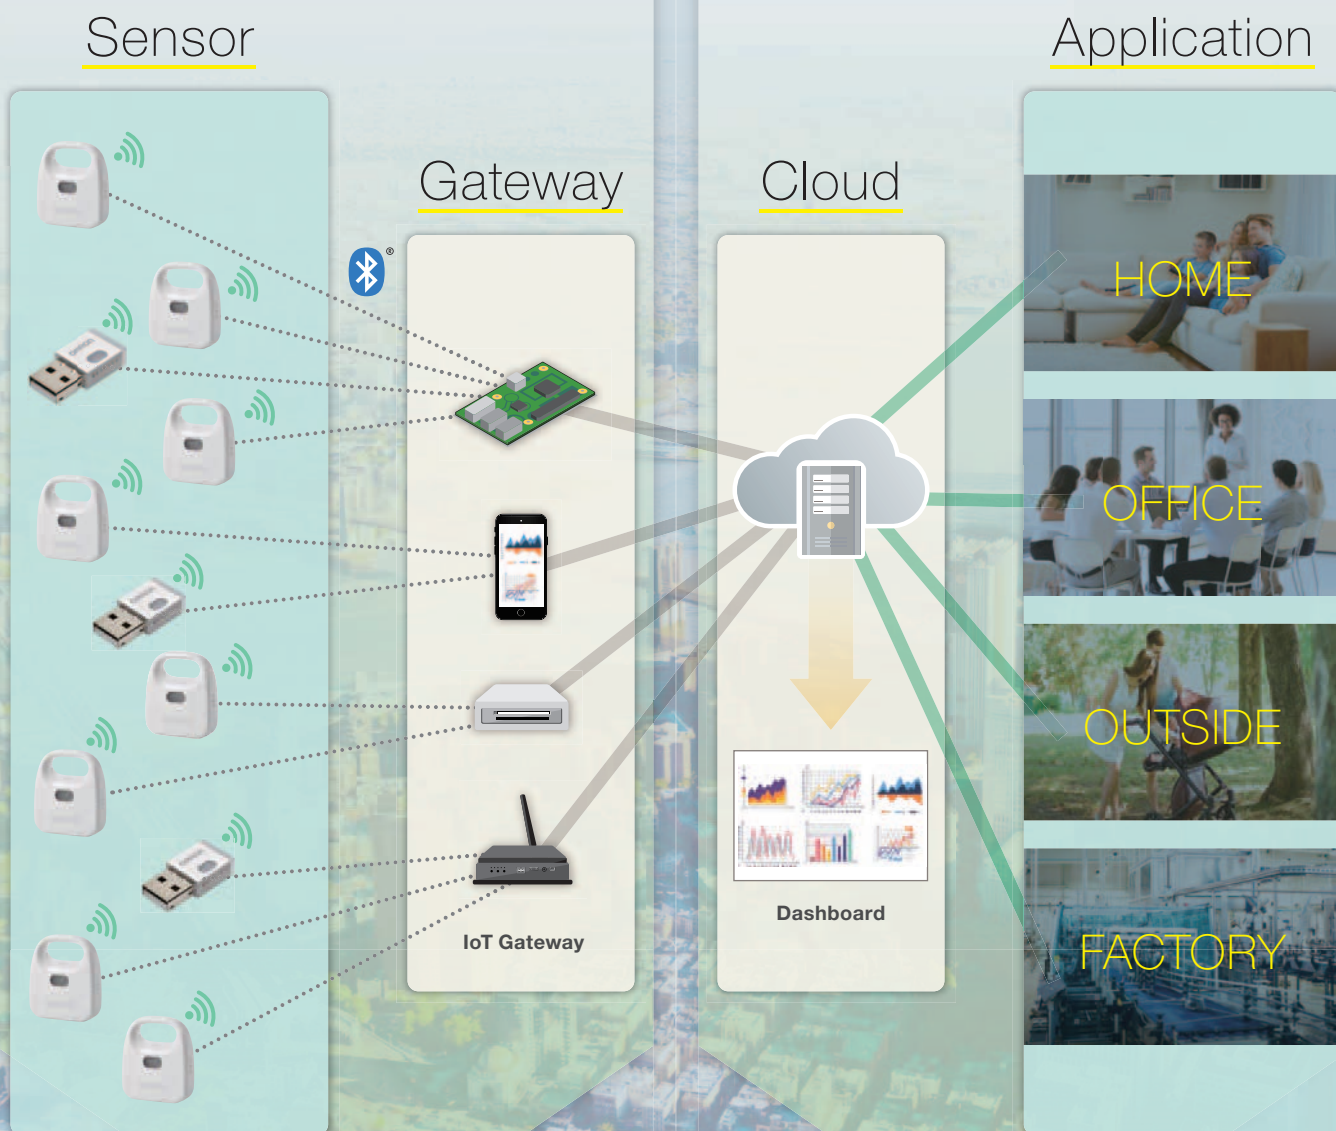 Sensor
Gateway
®
IoT Gateway
Cloud
Dashboard
Application
HOME
OFFICE
OUTSIDE
FACTORY